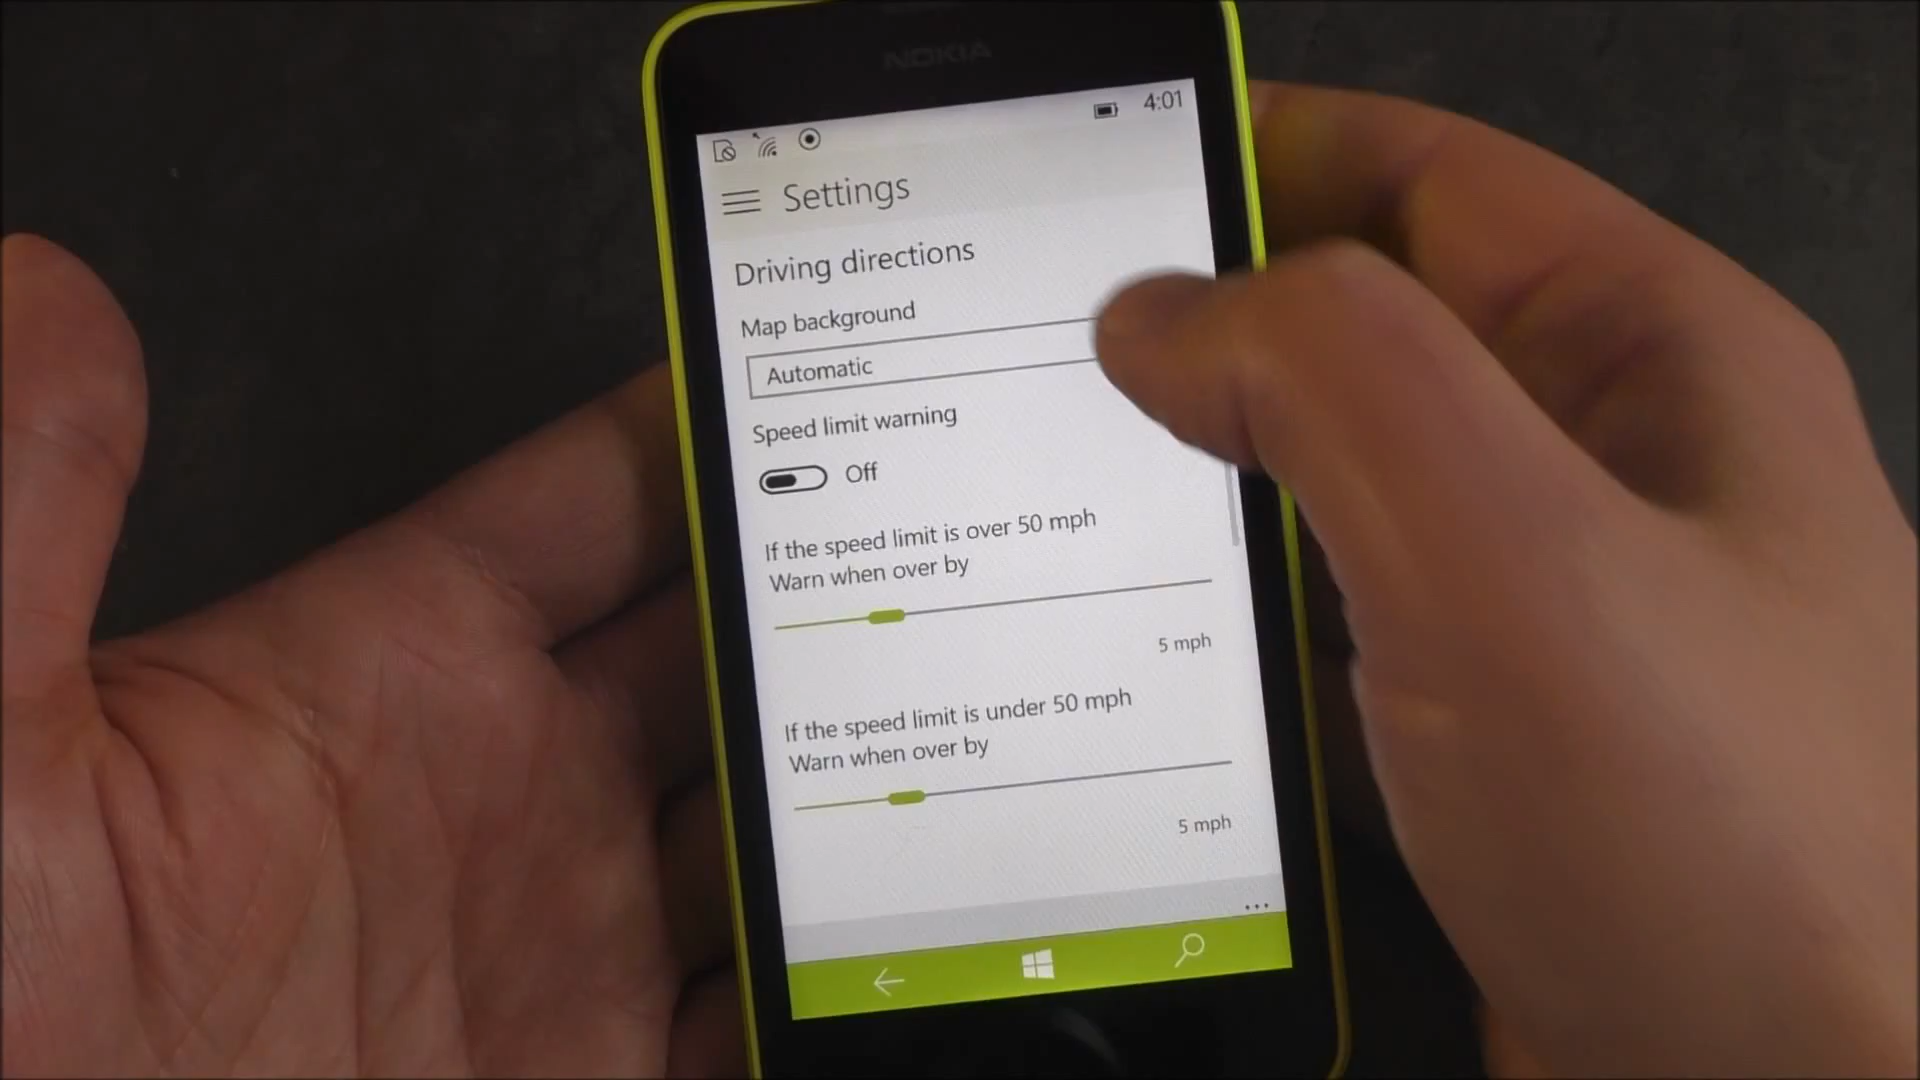 NOKIA
4:01
Settings
Driving directions
Map background
Automatic
Speed limit warning
Off
If the speed limit is over 50 mph
Warn when over by
5 mph
If the speed limit is under 50 mph
Warn when over by
5 mph